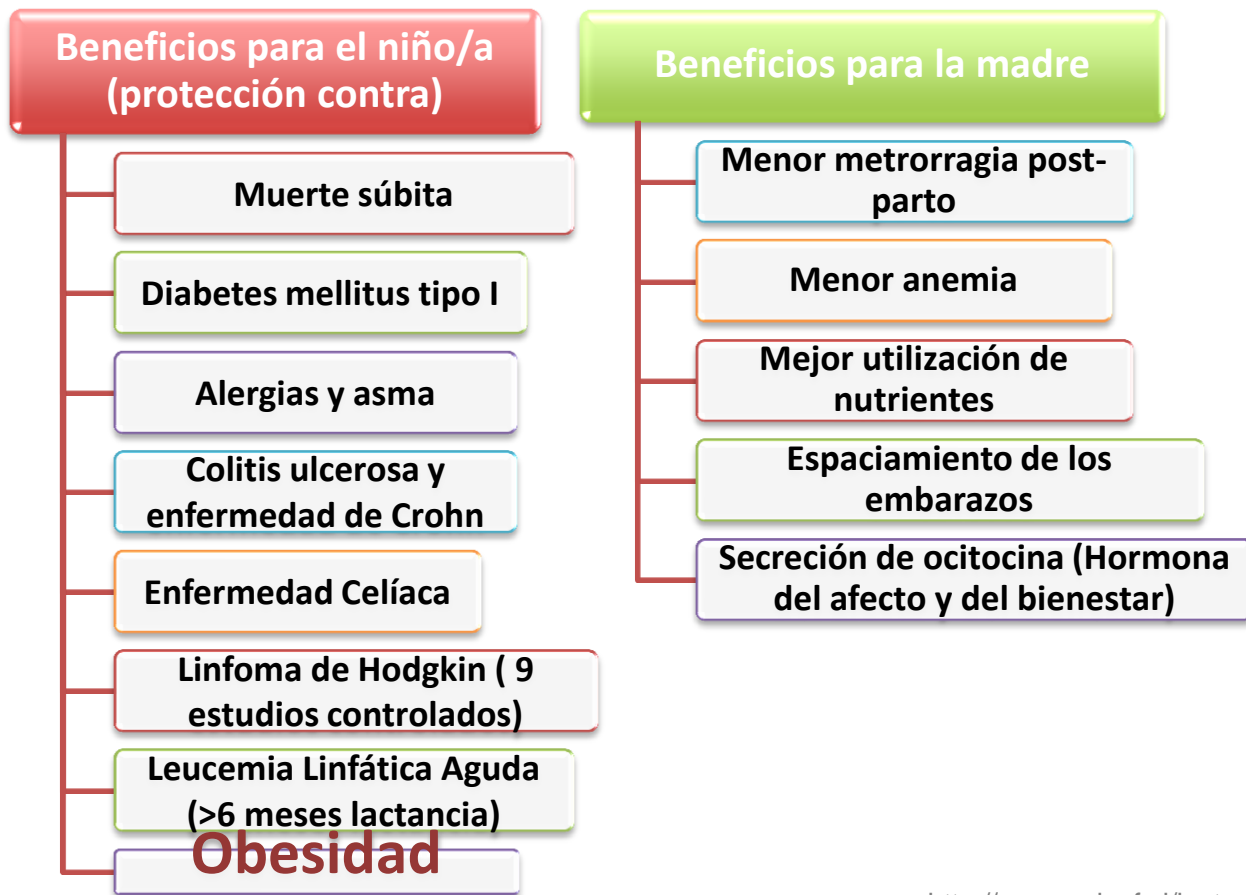 Beneficios para el niño/a
(protección contra)
Muerte súbita
Diabetes mellitus tipo I
Alergias y asma
Colitis ulcerosa y
enfermedad de Crohn
Enfermedad Celíaca
Linfoma de Hodgkin ( 9
estudios controlados)
Leucemia Linfática Aguda
(>6 meses lactancia)
Obesidad
Beneficios para la madre
Menor metrorragia post-
parto
Menor anemia
Mejor utilización de
nutrientes
Espaciamiento de los
embarazos
Secreción de ocitocina (Hormona
del afecto y del bienestar)